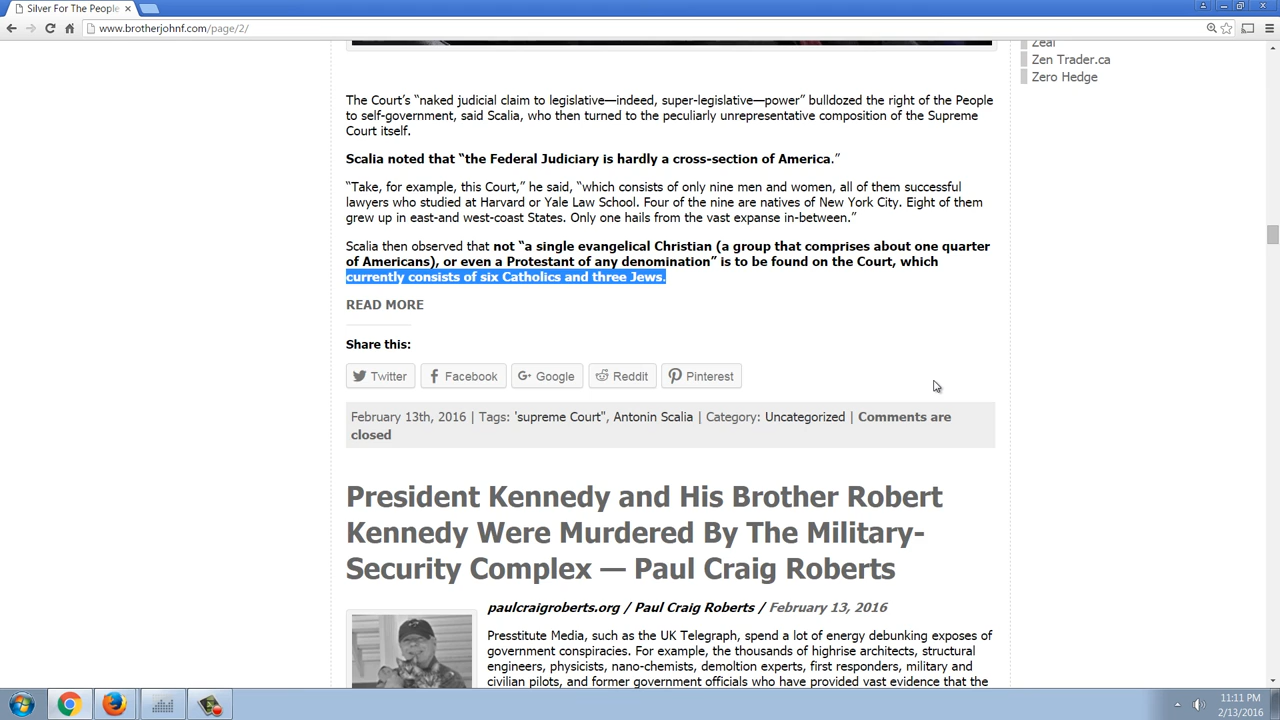 Silver For The People
www.brotherjohnf.com/page/2/
Zeal
Zen Trader.ca
Zero Hedge
The Court's “naked judicial claim to legislative—indeed, super-legislative—power” bulldozed the right of the People
to self-government, said Scalia, who then turned to the peculiarly unrepresentative composition of the Supreme
Court itself.
Scalia noted that “the Federal Judiciary is hardly a cross-section of America.”
“Take, for example, this Court,” he said, “which consists of only nine men and women, all of them successful
lawyers who studied at Harvard or Yale Law School. Four of the nine are natives of New York City. Eight of them
grew up in east-and west-coast States. Only one hails from the vast expanse in-between.”
Scalia then observed that not “a single evangelical Christian (a group that comprises about one quarter
of Americans), or even a Protestant of any denomination” is to be found on the Court, which
currently consists of six Catholics and three Jews.
READ MORE
Share this:
Twitter
Facebook
Google
Reddit
Pinterest
February 13th, 2016 | Tags: 'supreme Court", Antonin Scalia | Category: Uncategorized | Comments are
closed
President Kennedy and His Brother Robert
Kennedy Were Murdered By The Military-
Security Complex — Paul Craig Roberts
paulcraigroberts.org / Paul Craig Roberts / February 13, 2016
Presstitute Media, such as the UK Telegraph, spend a lot of energy debunking exposes of
government conspiracies. For example, the thousands of highrise architects, structural
engineers, physicists, nano-chemists, demoltion experts, first responders, military and
civilian pilots, and former government officials who have provided vast evidence that the
11:11 PM
2/13/2016